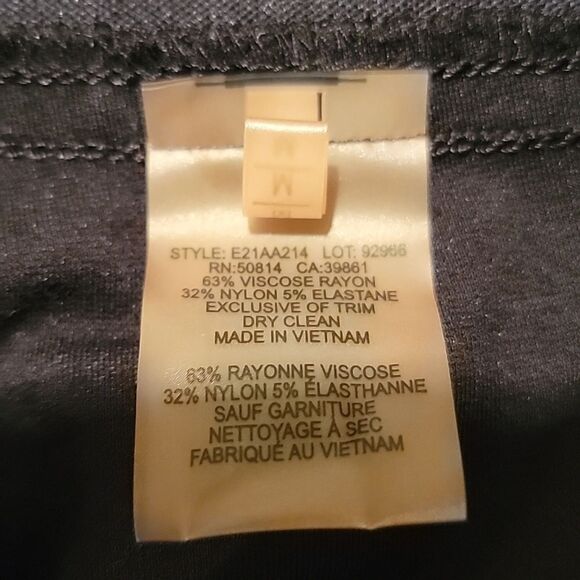 M
STYLE: E21AA214 LOT: 92966
RN:50814 CA:39861
63% VISCOSE RAYON
32% NYLON 5% ELASTANE
EXCLUSIVE OF TRIM
DRY CLEAN
MADE IN VIETNAM
63% RAYONNE VISCOSE
32% NYLON 5% ÉLASTHANNE
SAUF GARNITURE
NETTOYAGE À SEC
FABRIQUÉ AU VIETNAM